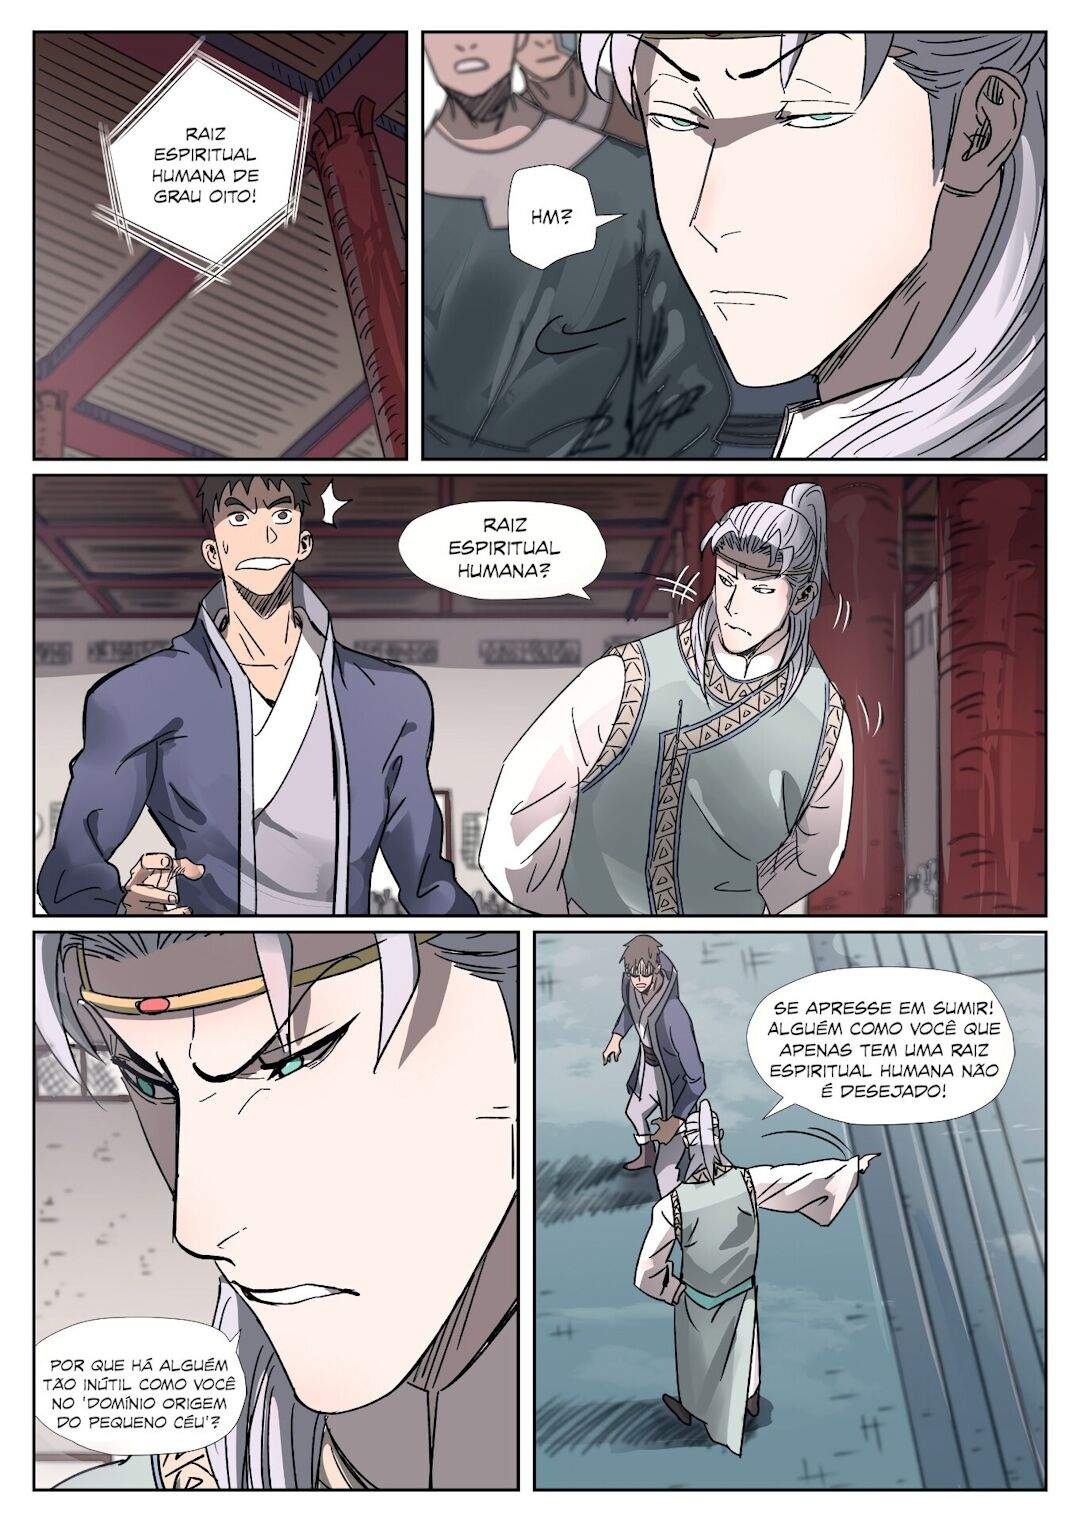 RAIZ
ESPIRITUAL
HUMANA DE
GRAU OITO!
HM?
RAIZ
ESPIRITUAL
HUMANA?
POR QUE HÁ ALGUÉM
TÃO INÚTIL COMO VOCÊ
NO 'DOMÍNIO ORIGEM
DO PEQUENO CÉU'?
SE APRESSE EM SUMIR!
ALGUÉM COMO VOCÊ QUE
APENAS TEM UMA RAIZ
ESPIRITUAL HUMANA NÃO
É DESEJADO!